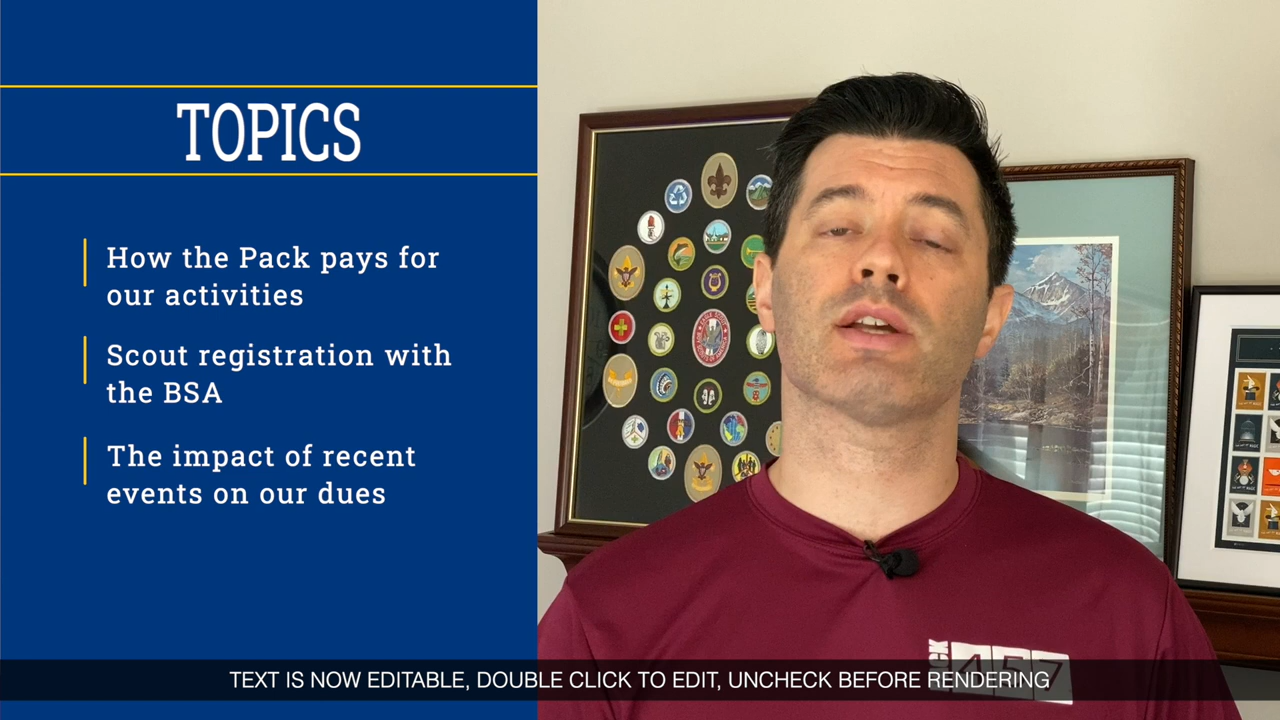 TOPICS
How the Pack pays for
our activities
Scout registration with
the BSA
The impact of recent
events on our dues
TEXT IS NOW EDITABLE, DOUBLE CLICK TO EDIT, UNCHECK BEFORE RENDERING
457